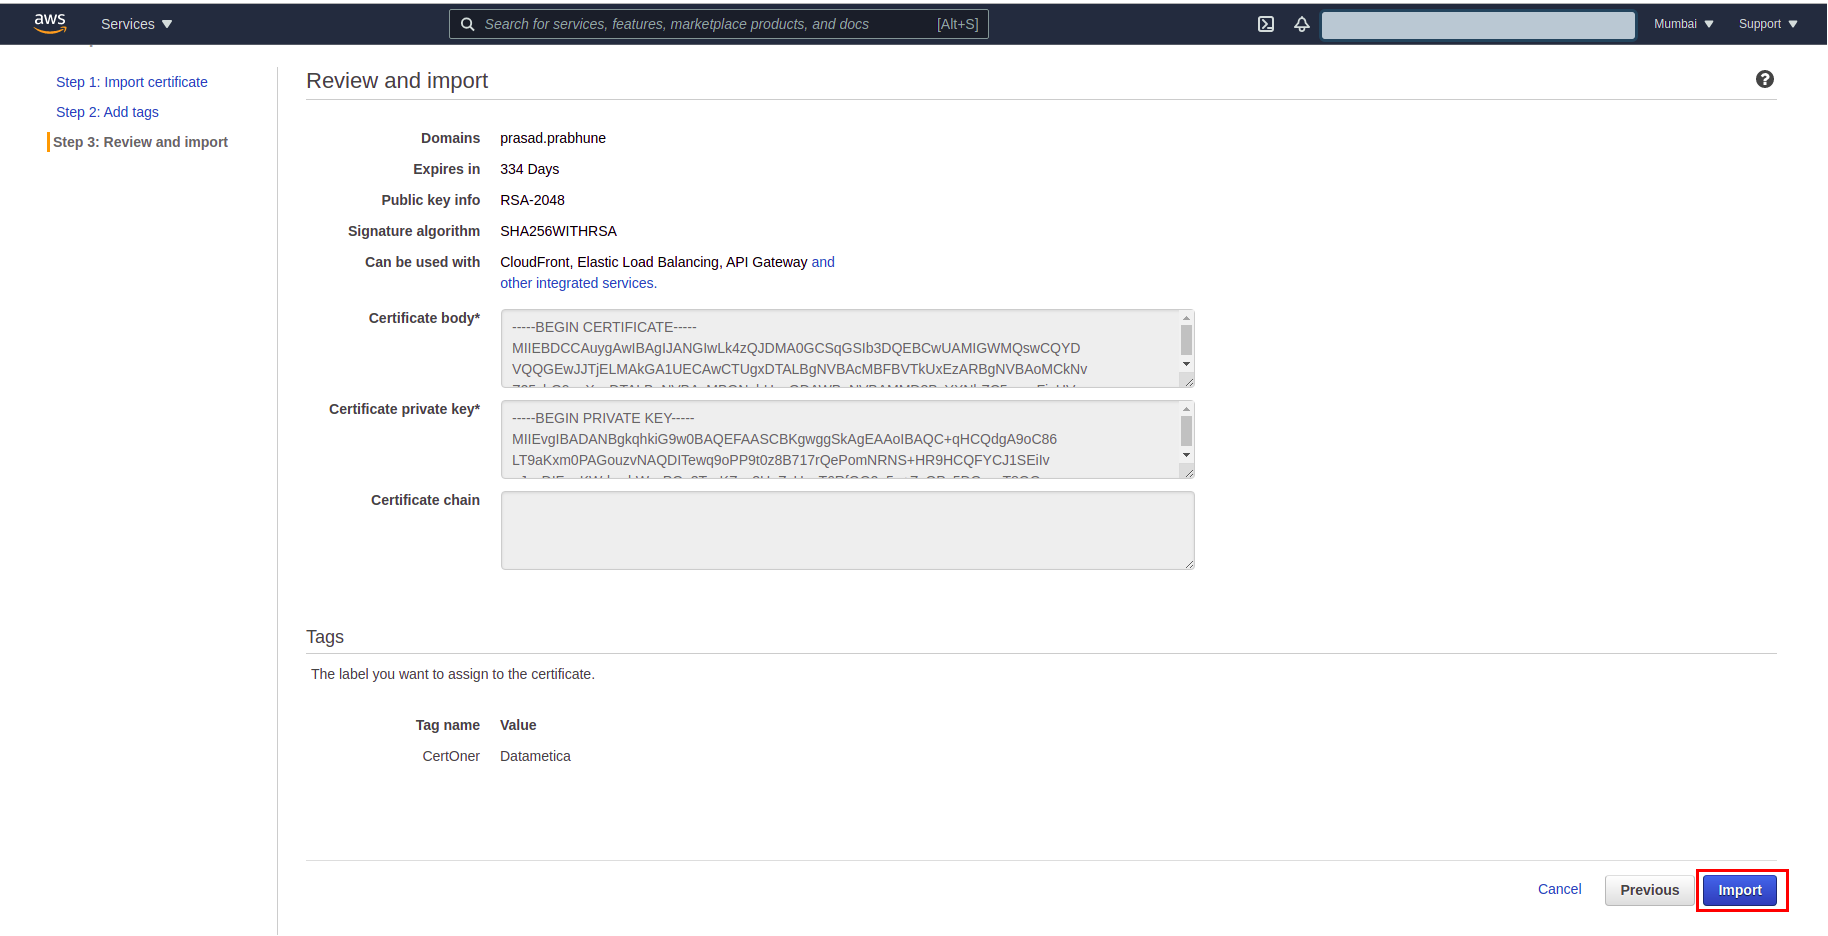 aws Services Search for services, features, marketplace products, and docs [Alt+S] Mumbai Support
Step 1: Import certificate
Step 2: Add tags
Step 3: Review and import
Review and import
Domains prasad.prabhune
Expires in 334 Days
Public key info RSA-2048
Signature algorithm SHA256WITHRSA
Can be used with CloudFront, Elastic Load Balancing, API Gateway and
other integrated services.
Certificate body*
-----BEGIN CERTIFICATE-----
MIIEBDCCAuygAwIBAgIJANGIwLk4zQJDMA0GCSqGSIb3DQEBCwUAMIGWMQswCQYD
VQQGEwJJTjELMAkGA1UECAwCTUgxDTALBgNVBAcMBFBVTkUxEzARBgNVBAoMCkNv
Certificate private key*
-----BEGIN PRIVATE KEY-----
MIIEvgIBADANBgkqhkiG9w0BAQEFAASCBKgwggSkAgEAAoIBAQC+qHCQdgA9oC86
LT9aKxm0PAGouzvNAQDITewq9oPP9t0z8B717rQePomNRNS+HR9HCQFYCJ1SEiIv
Certificate chain
Tags
The label you want to assign to the certificate.
Tag name Value
CertOner Datametica
Cancel Previous Import